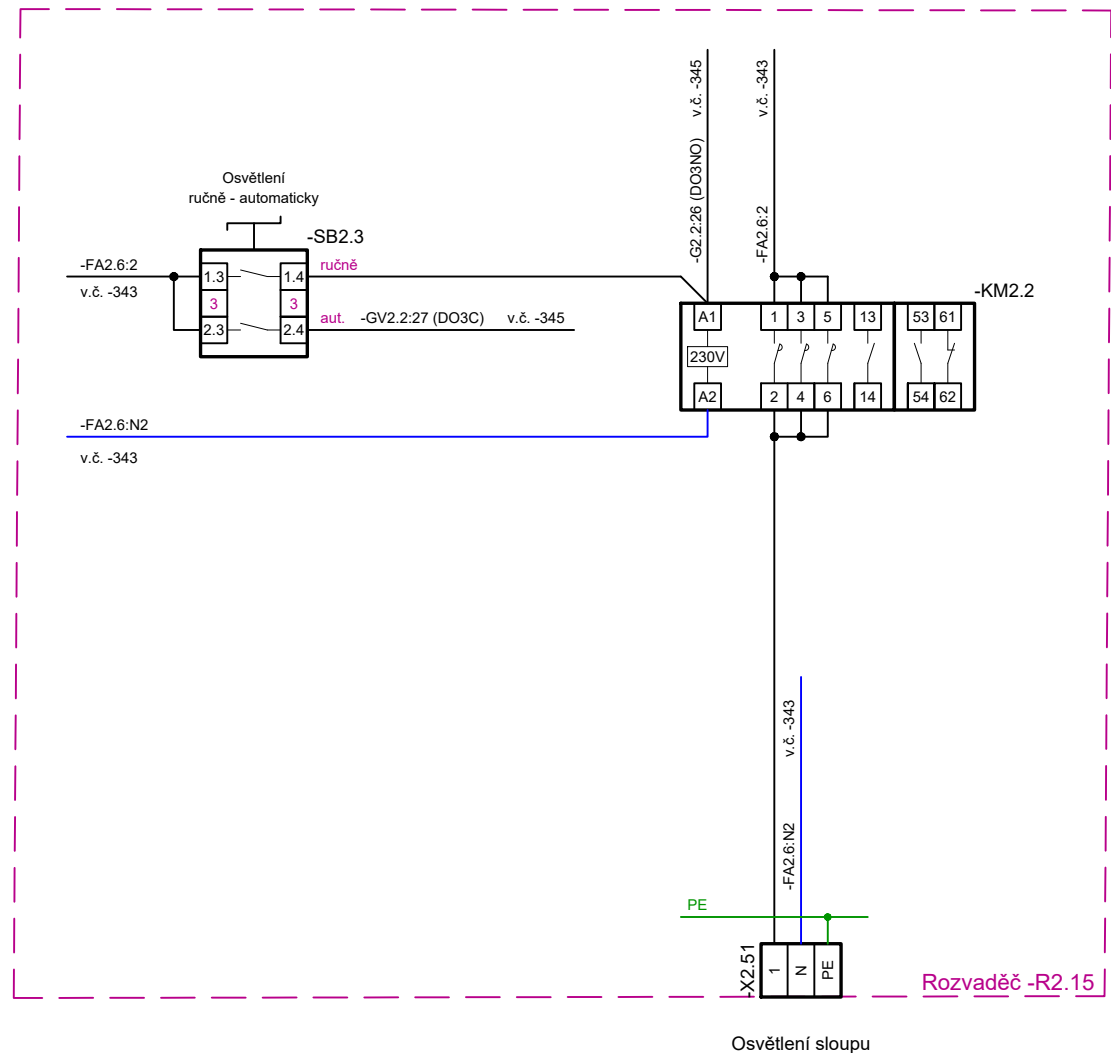 -G2.2:26 (DO3NO)
v.č. -345
-FA2.6:2
v.č. -343
Osvětlení
ručně - automaticky
-SB2.3
-FA2.6:2
v.č. -343
1.3
1.4
ručně
3
3
2.3
2.4
aut.
-GV2.2:27 (DO3C)
v.č. -345
-KM2.2
A1
1
3
5
13
53
61
230V
A2
2
4
6
14
54
62
-FA2.6:N2
v.č. -343
-FA2.6:N2
v.č. -343
PE
-X2.51
1
N
PE
Rozvaděč -R2.15
Osvětlení sloupu